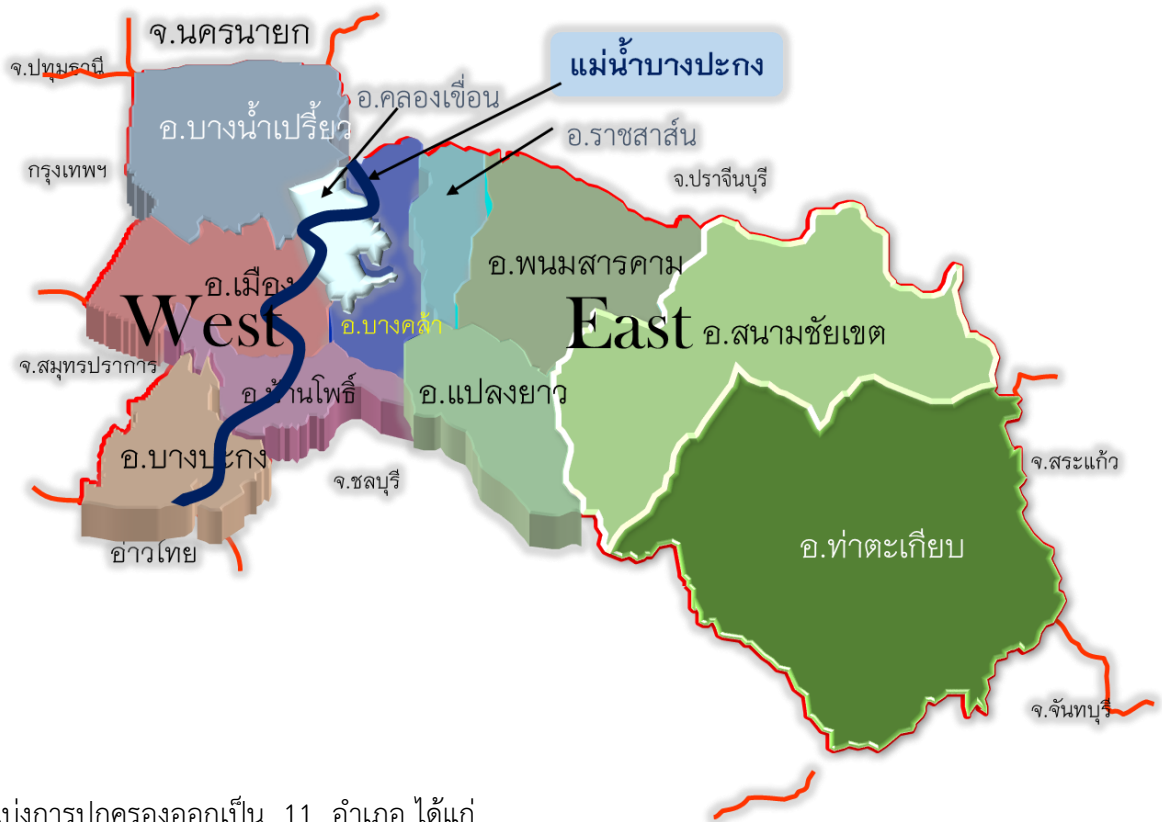 จ.นครนายก
จ.ปทุมธานี
แม่น้ำบางปะกง
อ.คลองเขื่อน
อ.บางน้ำเปรี้ยว
อ.ราชสาส์น
กรุงเทพฯ
จ.ปราจีนบุรี
อ.พนมสารคาม
อ.เมือง
West
East
อ.บางคล้า
อ.สนามชัยเขต
จ.สมุทรปราการ
อ.บ้านโพธิ์
อ.แปลงยาว
อ.บางปะกง
จ.ชลบุรี
จ.สระแก้ว
อ่าวไทย
อ.ท่าตะเกียบ
จ.จันทบุรี
แบ่งการปกครองออกเป็น 11 อำเภอ ได้แก่